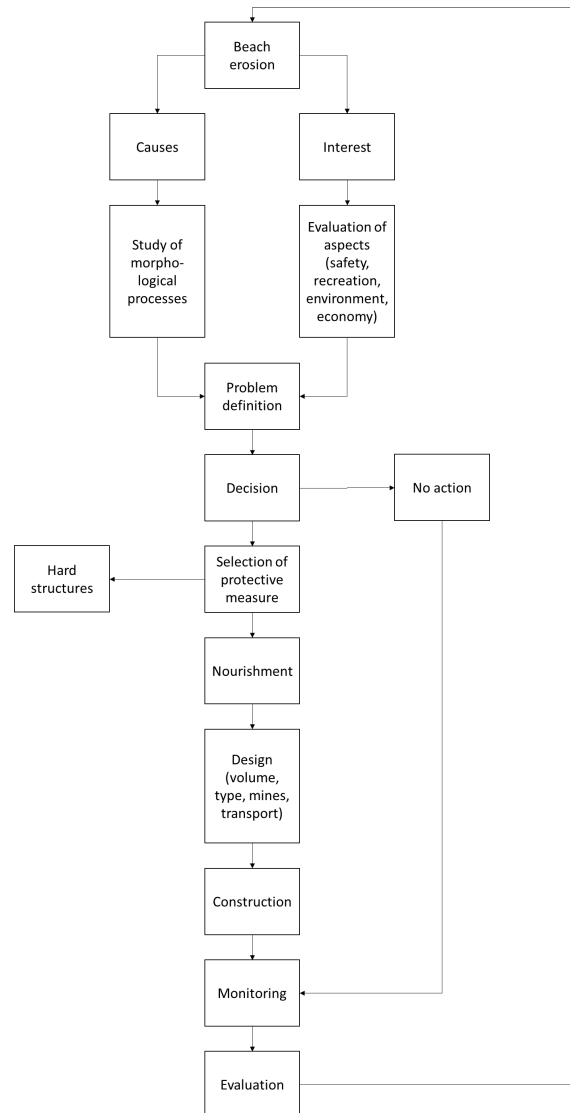 Beach
erosion
Causes
Interest
Study of
morpho-
logical
processes
Evaluation of
aspects
(safety,
recreation,
environment,
economy)
Problem
definition
Decision
No action
Hard
structures
Selection of
protective
measure
Nourishment
Design
(volume,
type, mines,
transport)
Construction
Monitoring
Evaluation